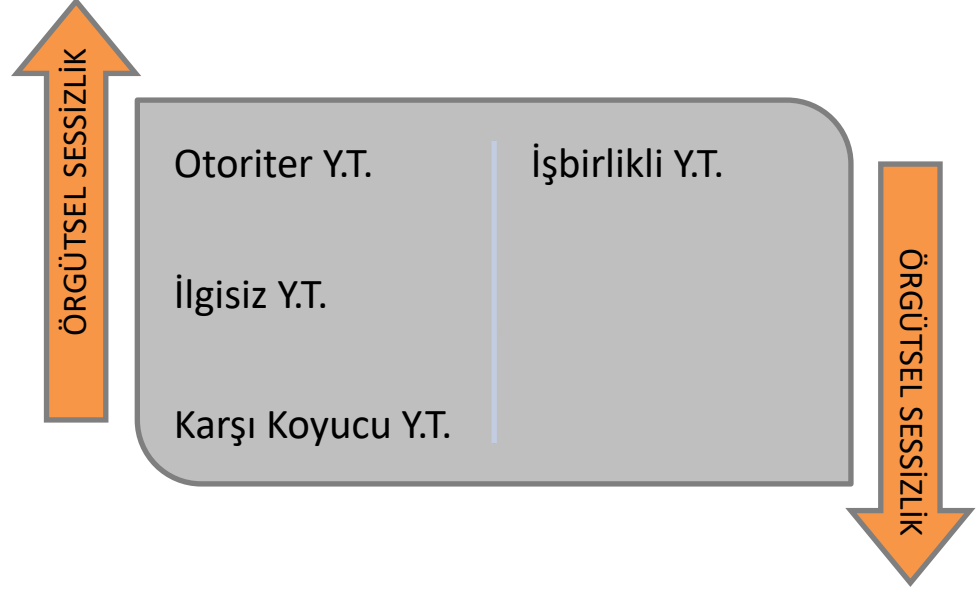 ÖRGÜTSEL SESSİZLİK
Otoriter Y.T.
İlgisiz Y.T.
Karşı Koyucu Y.T.
İşbirlikli Y.T.
ÖRGÜTSEL SESSİZLİK